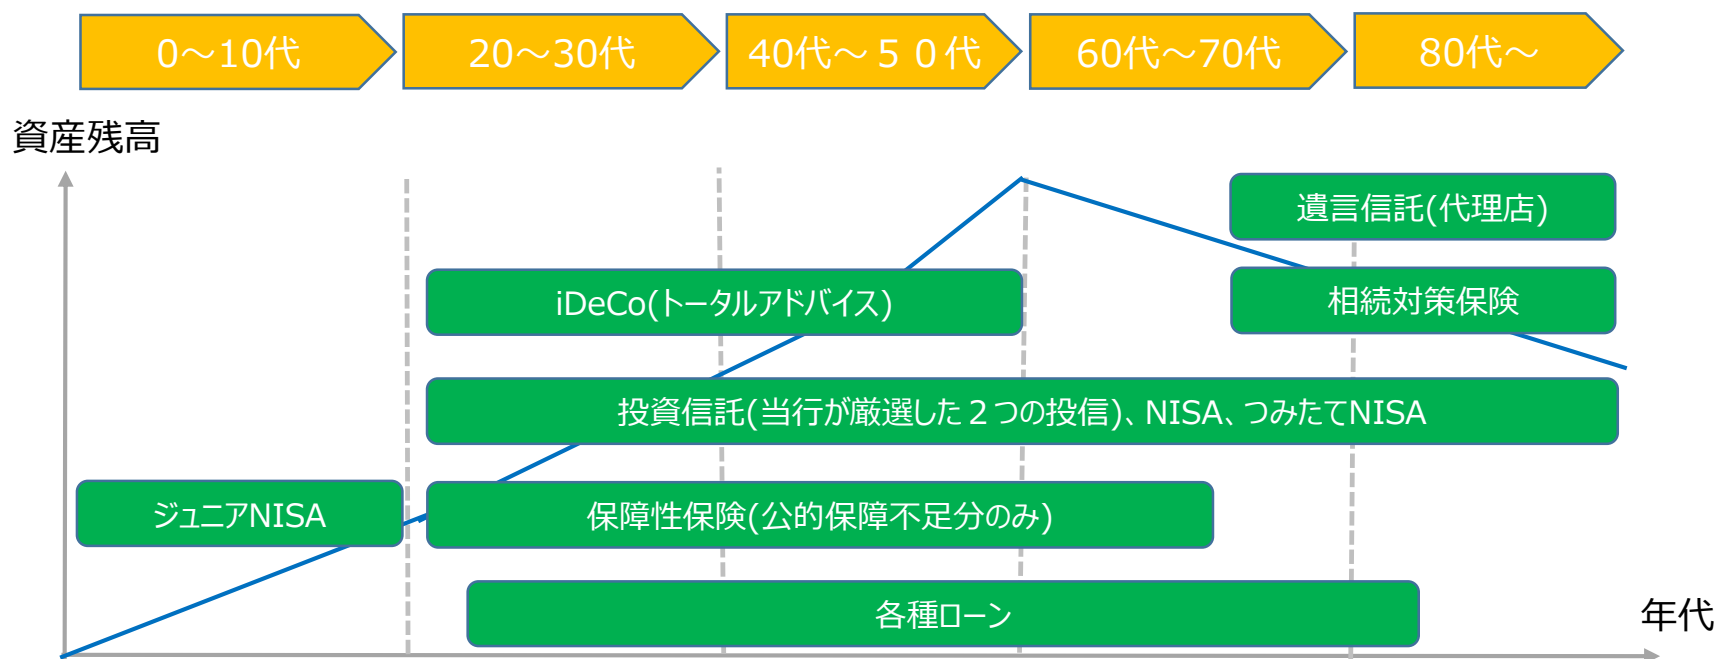 0～10代
20～30代
40代～５０代
60代～70代
80代～
資産残高
遺言信託(代理店)
iDeCo(トータルアドバイス)
相続対策保険
投資信託(当行が厳選した２つの投信)、NISA、つみたてNISA
ジュニアNISA
保障性保険(公的保障不足分のみ)
各種ローン
年代